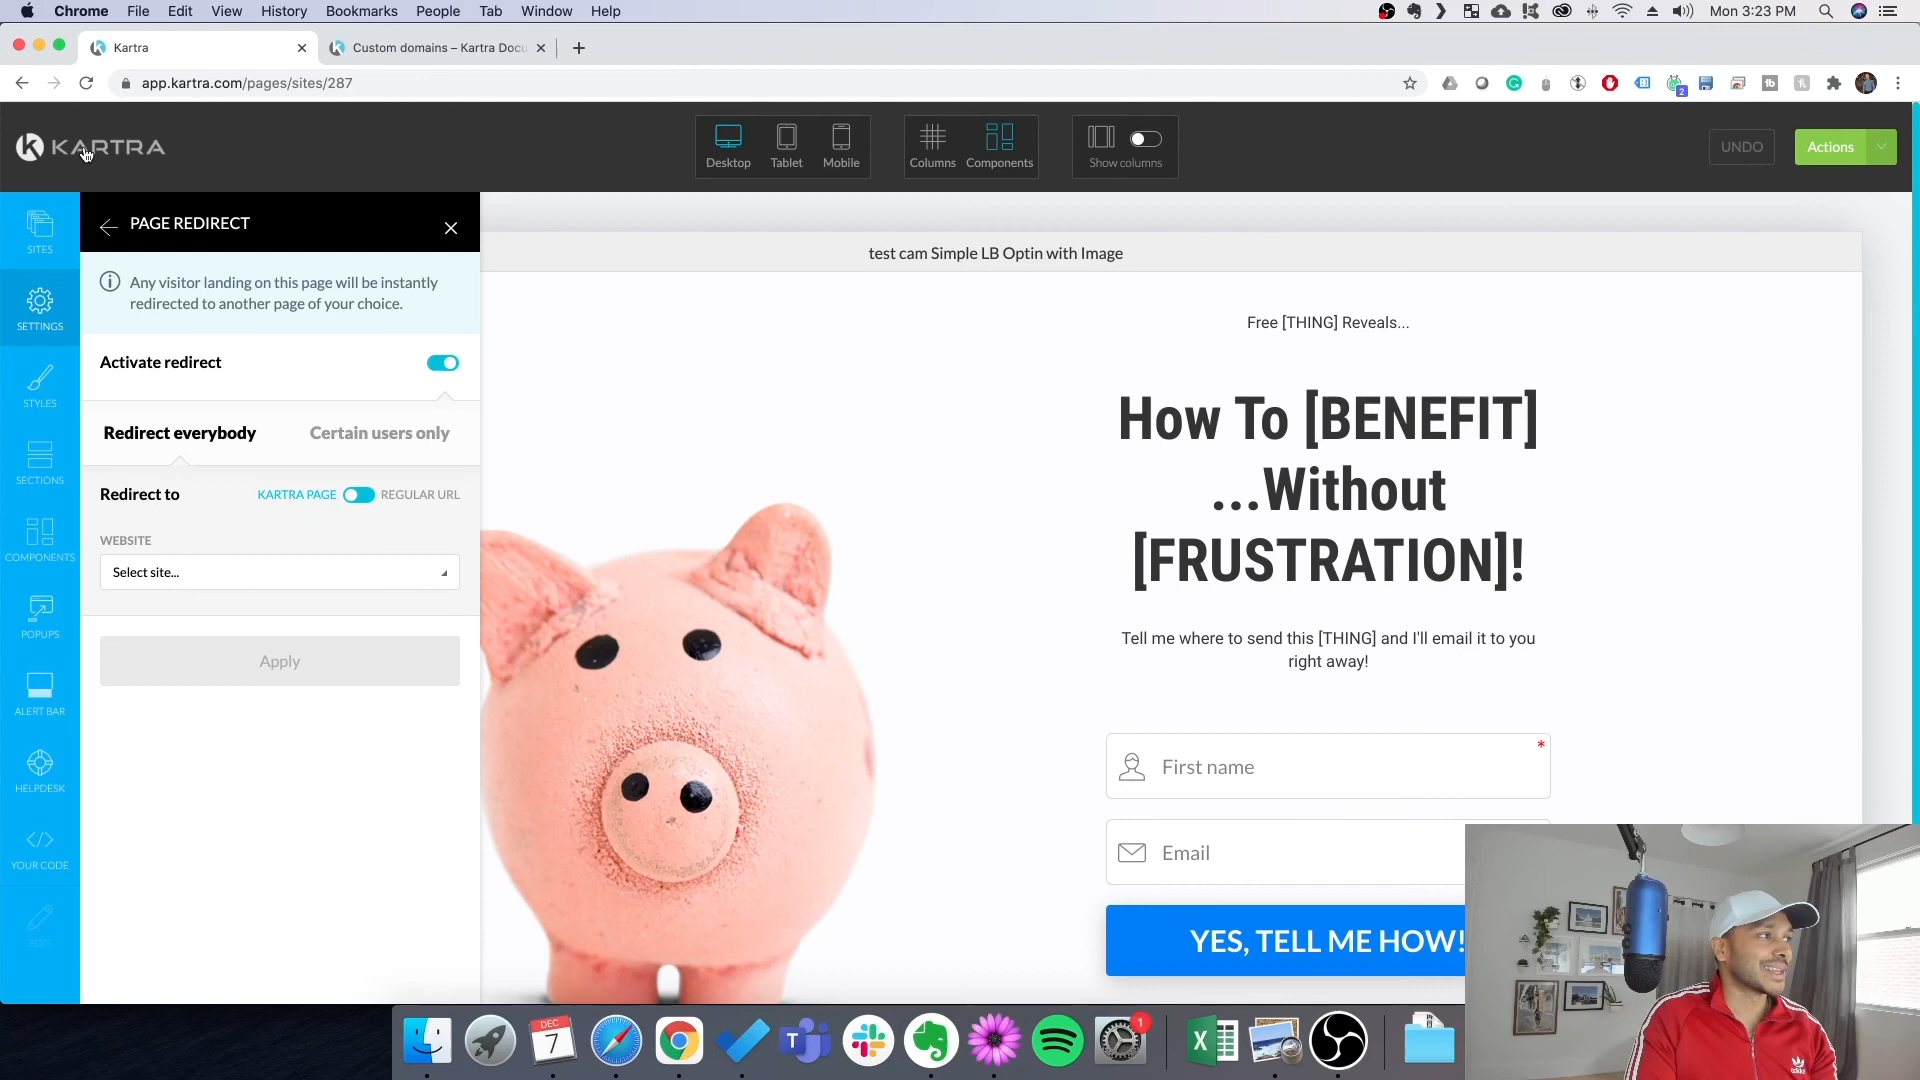 Chrome File Edit View History Bookmarks People Tab Window Help
Mon 3:23 PM
Kartra
Custom domains – Kartra Docu
app.kartra.com/pages/sites/287
2
KARTRA
Desktop
Tablet
Mobile
Columns
Components
Show columns
UNDO
Actions
SITES
SETTINGS
STYLES
SECTIONS
COMPONENTS
POPUPS
ALERT BAR
HELPDESK
YOUR CODE
EDIT
PAGE REDIRECT
Any visitor landing on this page will be instantly
redirected to another page of your choice.
Activate redirect
Redirect everybody
Certain users only
Redirect to
KARTRA PAGE
REGULAR URL
WEBSITE
Select site...
Apply
test cam Simple LB Optin with Image
Free [THING] Reveals...
How To [BENEFIT]
...Without
[FRUSTRATION]!
Tell me where to send this [THING] and I'll email it to you
right away!
*
First name
Email
YES, TELL ME HOW!
DEC
7
1
adidas